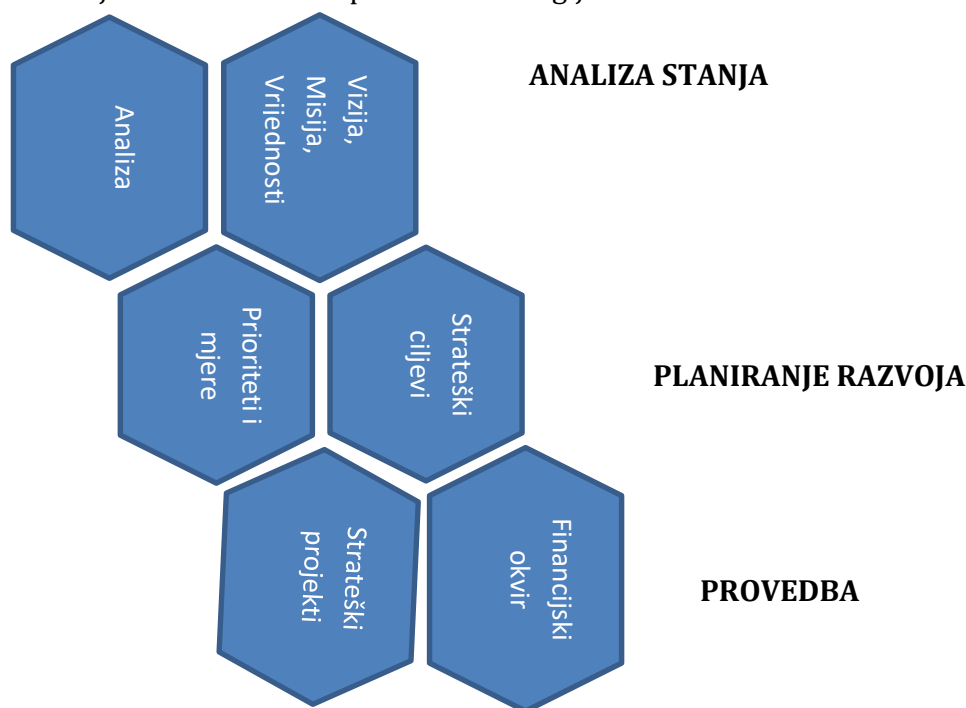 Analiza
Vizija,
Misija,
Vrijednosti
ANALIZA STANJA
Prioriteti i
mjere
Strateški
ciljevi
PLANIRANJE RAZVOJA
Strateški
projekti
Financijski
okvir
PROVEDBA